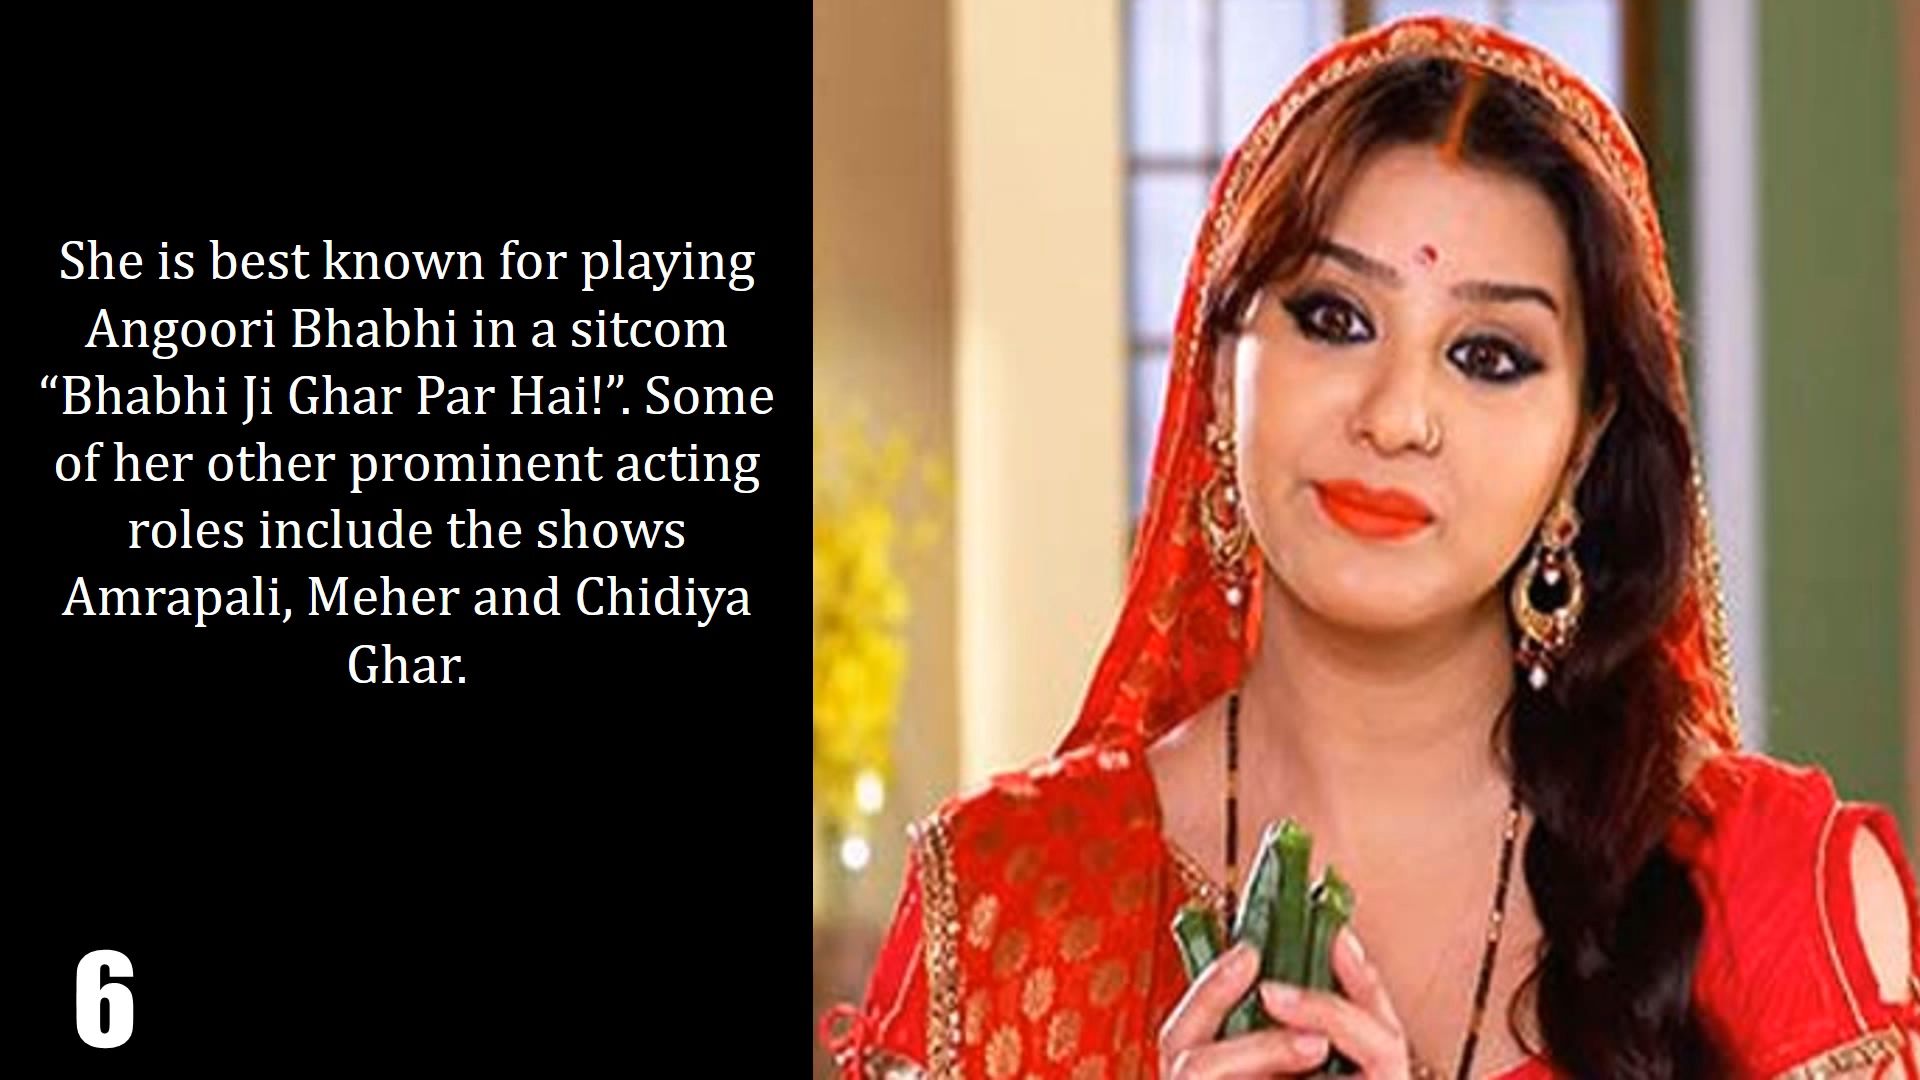 She is best known for playing
Angoori Bhabhi in a sitcom
“Bhabhi Ji Ghar Par Hai!”. Some
of her other prominent acting
roles include the shows
Amrapali, Meher and Chidiya
Ghar.
6